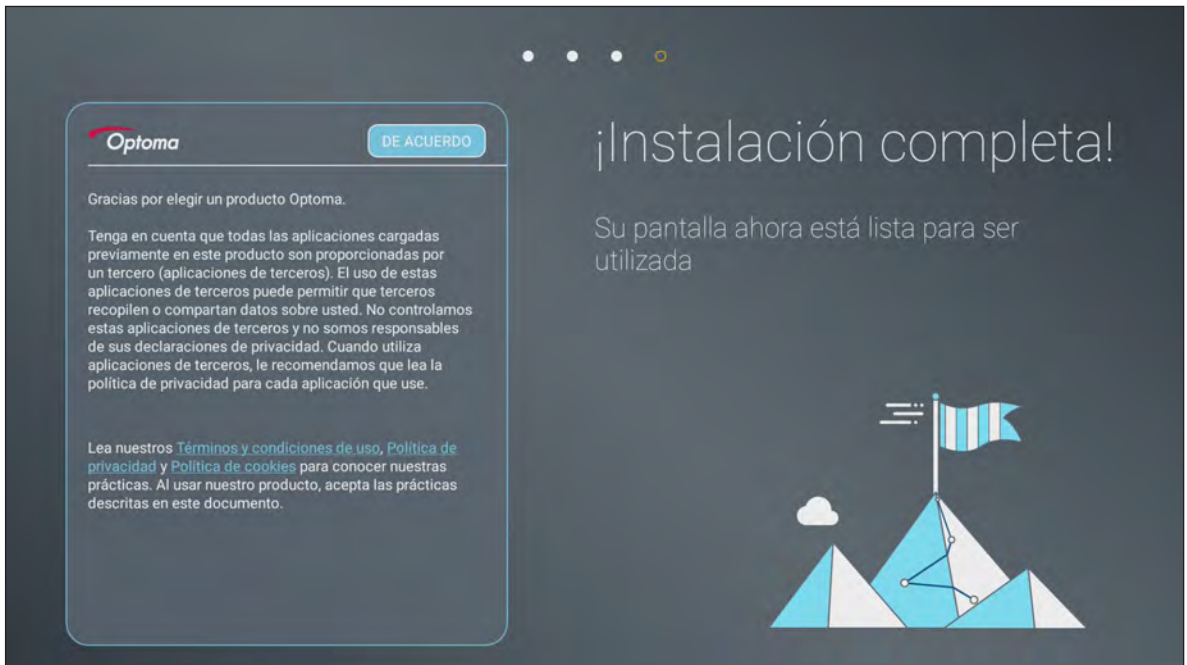 Optoma
DE ACUERDO
Gracias por elegir un producto Optoma.
Tenga en cuenta que todas las aplicaciones cargadas
previamente en este producto son proporcionadas por
un tercero (aplicaciones de terceros). El uso de estas
aplicaciones de terceros puede permitir que terceros
recopilen o compartan datos sobre usted. No controlamos
estas aplicaciones de terceros y no somos responsables
de sus declaraciones de privacidad. Cuando utiliza
aplicaciones de terceros, le recomendamos que lea la
política de privacidad para cada aplicación que use.
Lea nuestros Términos y condiciones de uso, Política de
privacidad y Política de cookies para conocer nuestras
prácticas. Al usar nuestro producto, acepta las prácticas
descritas en este documento.
¡Instalación completa!
Su pantalla ahora está lista para ser
utilizada